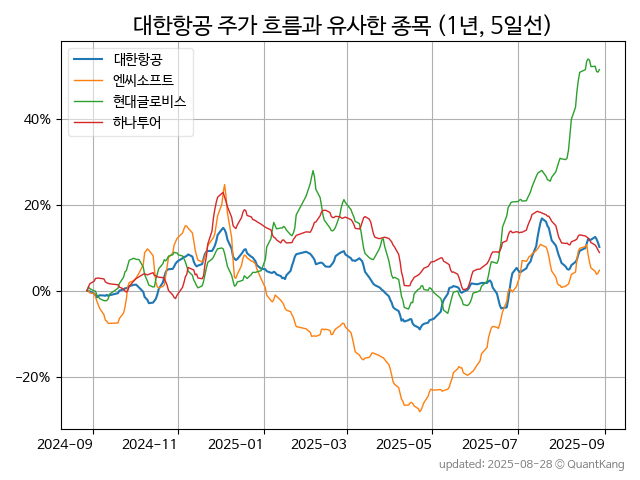 대한항공 주가 흐름과 유사한 종목 (1년, 5일선)
대한항공
엔씨소프트
현대글로비스
하나투어
40%
20%
0%
−20%
2024-09 2024-11 2025-01 2025-03 2025-05 2025-07 2025-09
updated: 2025-08-28 © QuantKang